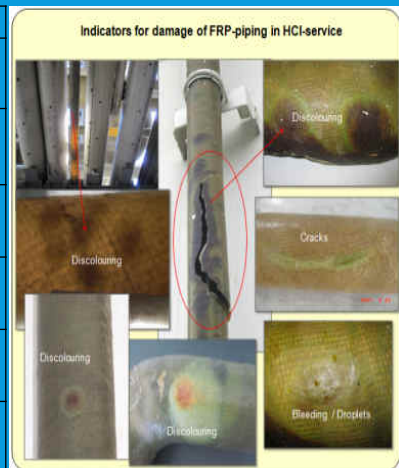 Indicators for damage of FRP-piping in HCl-service
Discolouring
Discolouring
Cracks
Discolouring
Discolouring
Bleeding / Droplets